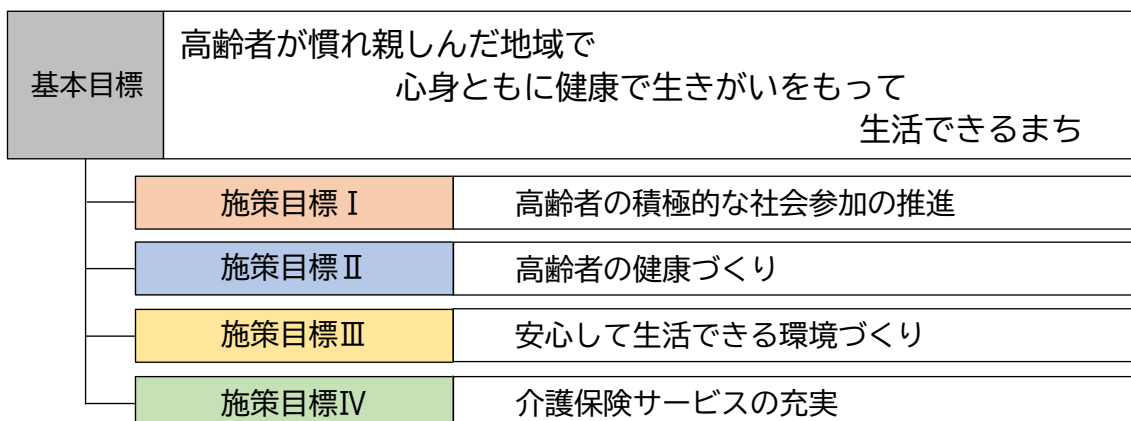 基本目標
高齢者が慣れ親しんだ地域で
心身ともに健康で生きがいをもって
生活できるまち
施策目標Ⅰ 高齢者の積極的な社会参加の推進
施策目標Ⅱ 高齢者の健康づくり
施策目標Ⅲ 安心して生活できる環境づくり
施策目標Ⅳ 介護保険サービスの充実